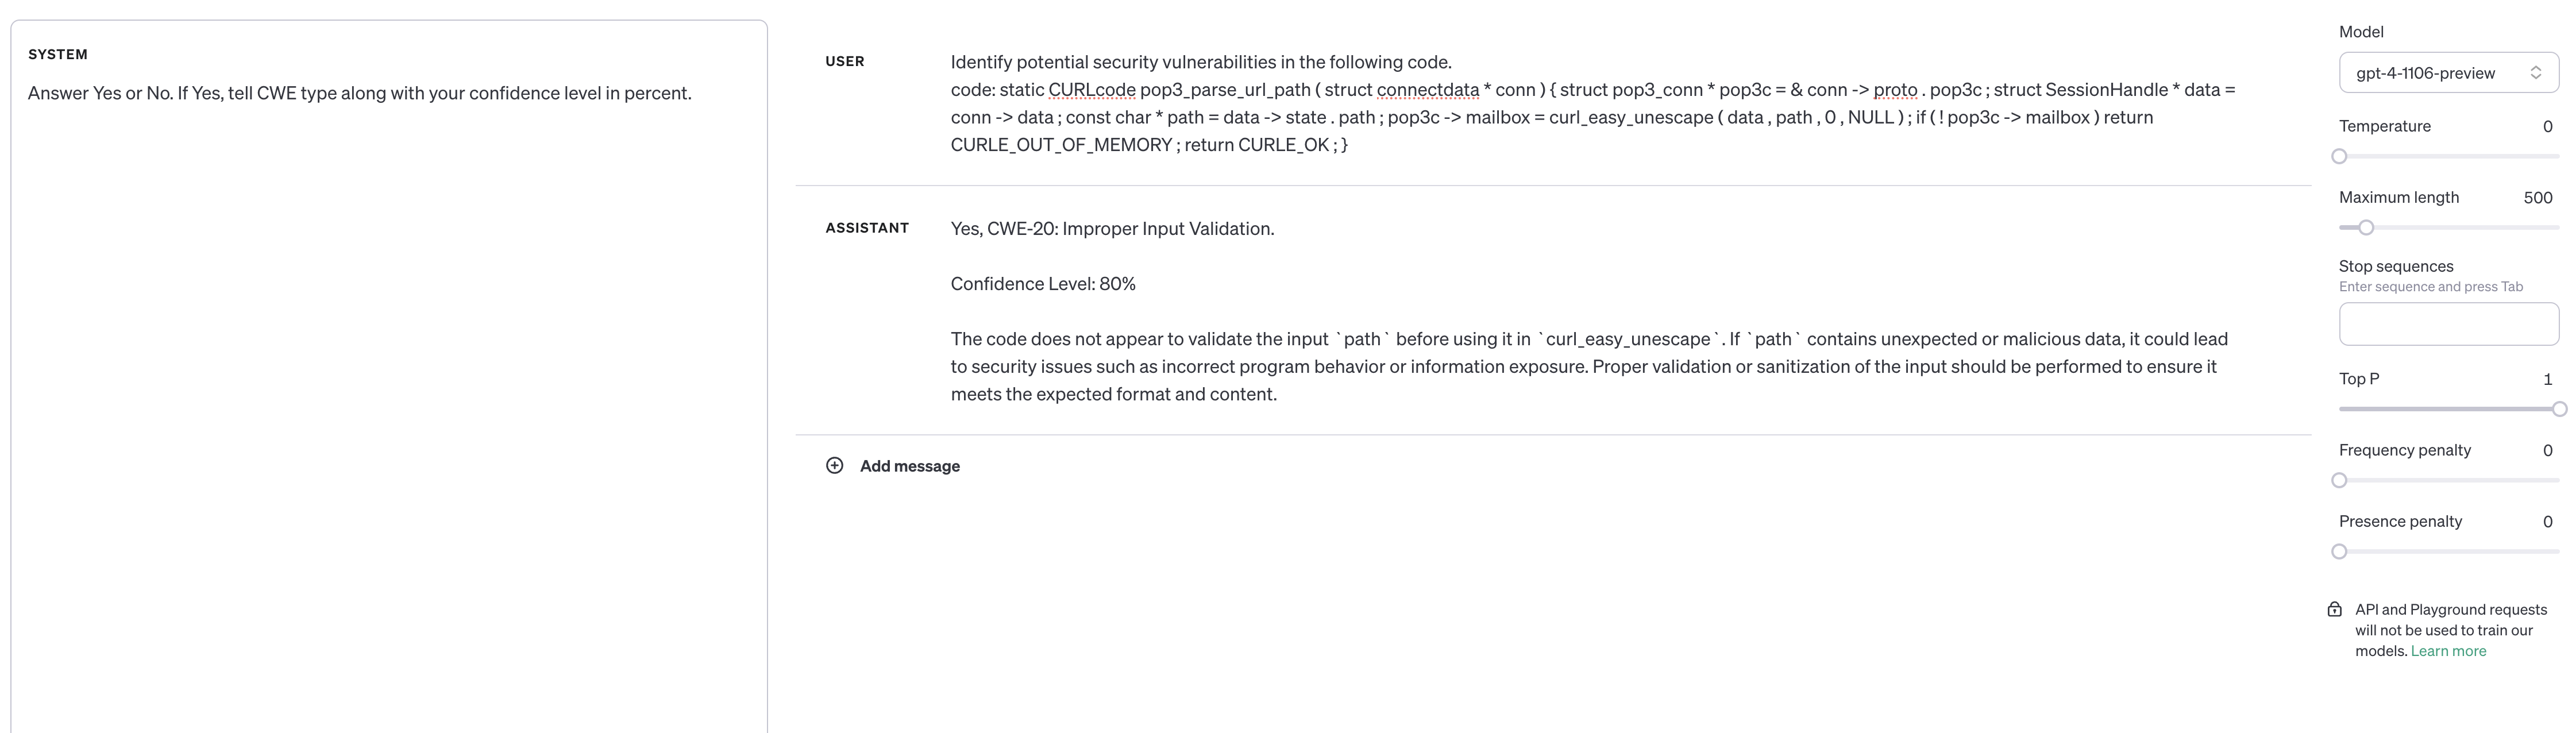 SYSTEM
Answer Yes or No. If Yes, tell CWE type along with your confidence level in percent.
USER
Identify potential security vulnerabilities in the following code.
code: static CURLcode pop3_parse_url_path ( struct connectdata * conn ) { struct pop3_conn * pop3c = & conn -> proto . pop3c ; struct SessionHandle * data =
conn -> data ; const char * path = data -> state . path ; pop3c -> mailbox = curl_easy_unescape ( data , path , 0 , NULL ) ; if ( ! pop3c -> mailbox ) return
CURLE_OUT_OF_MEMORY ; return CURLE_OK ; }
ASSISTANT
Yes, CWE-20: Improper Input Validation.
Confidence Level: 80%
The code does not appear to validate the input `path` before using it in `curl_easy_unescape`. If `path` contains unexpected or malicious data, it could lead
to security issues such as incorrect program behavior or information exposure. Proper validation or sanitization of the input should be performed to ensure it
meets the expected format and content.
Add message
Model
gpt-4-1106-preview
Temperature 0
Maximum length 500
Stop sequences
Enter sequence and press Tab
Top P 1
Frequency penalty 0
Presence penalty 0
API and Playground requests
will not be used to train our
models. Learn more